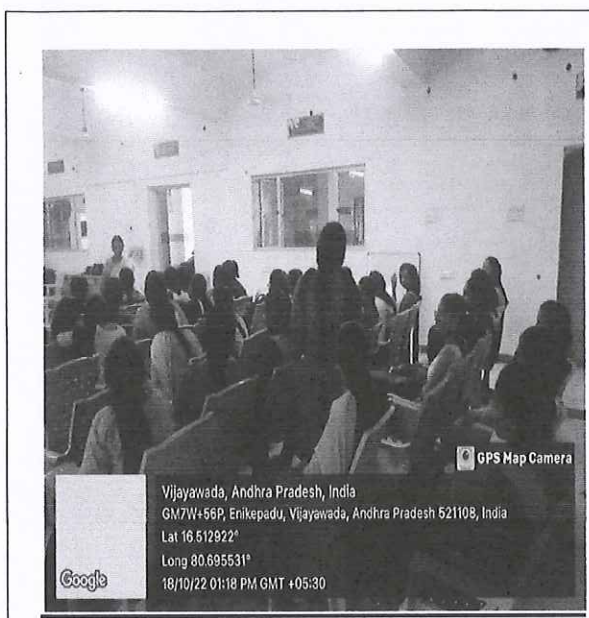 GPS Map Camera
Vijayawada, Andhra Pradesh, India
GM7W+56P, Enikepadu, Vijayawada, Andhra Pradesh 521108, India
Lat 16.512922°
Long 80.695531°
18/10/22 01:18 PM GMT +05:30
Google